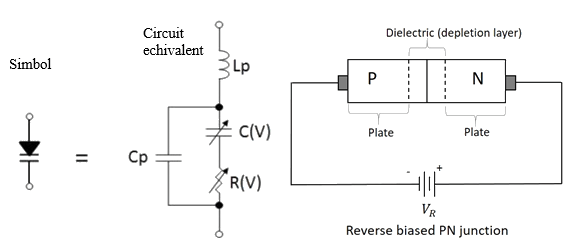 Simbol
=
Circuit
echivalent
Lp
Cp
C(V)
R(V)
Dielectric (depletion layer)
P
N
Plate
Plate
- +
V_R
Reverse biased PN junction